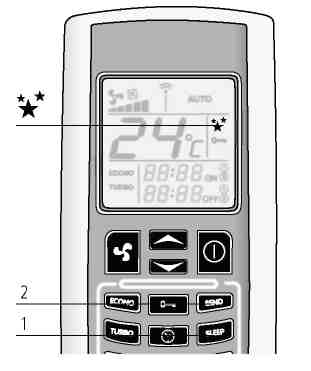 AUTO
24°C
ECONO 88:88 ON
TURBO 88:88 OFF
2
ECONO SEND
1
TURBO SLEEP